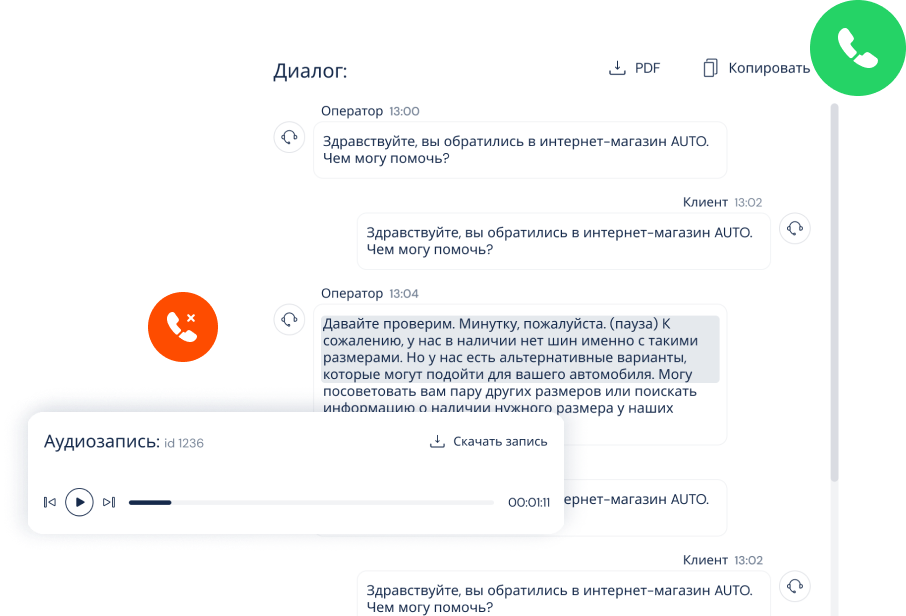 Диалог:
PDF
Копировать
Оператор 13:00
Здравствуйте, вы обратились в интернет-магазин AUTO.
Чем могу помочь?
Клиент 13:02
Здравствуйте, вы обратились в интернет-магазин AUTO.
Чем могу помочь?
Оператор 13:04
Давайте проверим. Минутку, пожалуйста. (пауза) К
сожалению, у нас в наличии нет шин именно с такими
размерами. Но у нас есть альтернативные варианты,
которые могут подойти для вашего автомобиля. Могу
посоветовать вам пару других размеров или поискать
информацию о наличии нужного размера у наших
Аудиозапись: id 1236
Скачать запись
00:01:11
ернет-магазин AUTO.
Клиент 13:02
Здравствуйте, вы обратились в интернет-магазин AUTO.
Чем могу помочь?